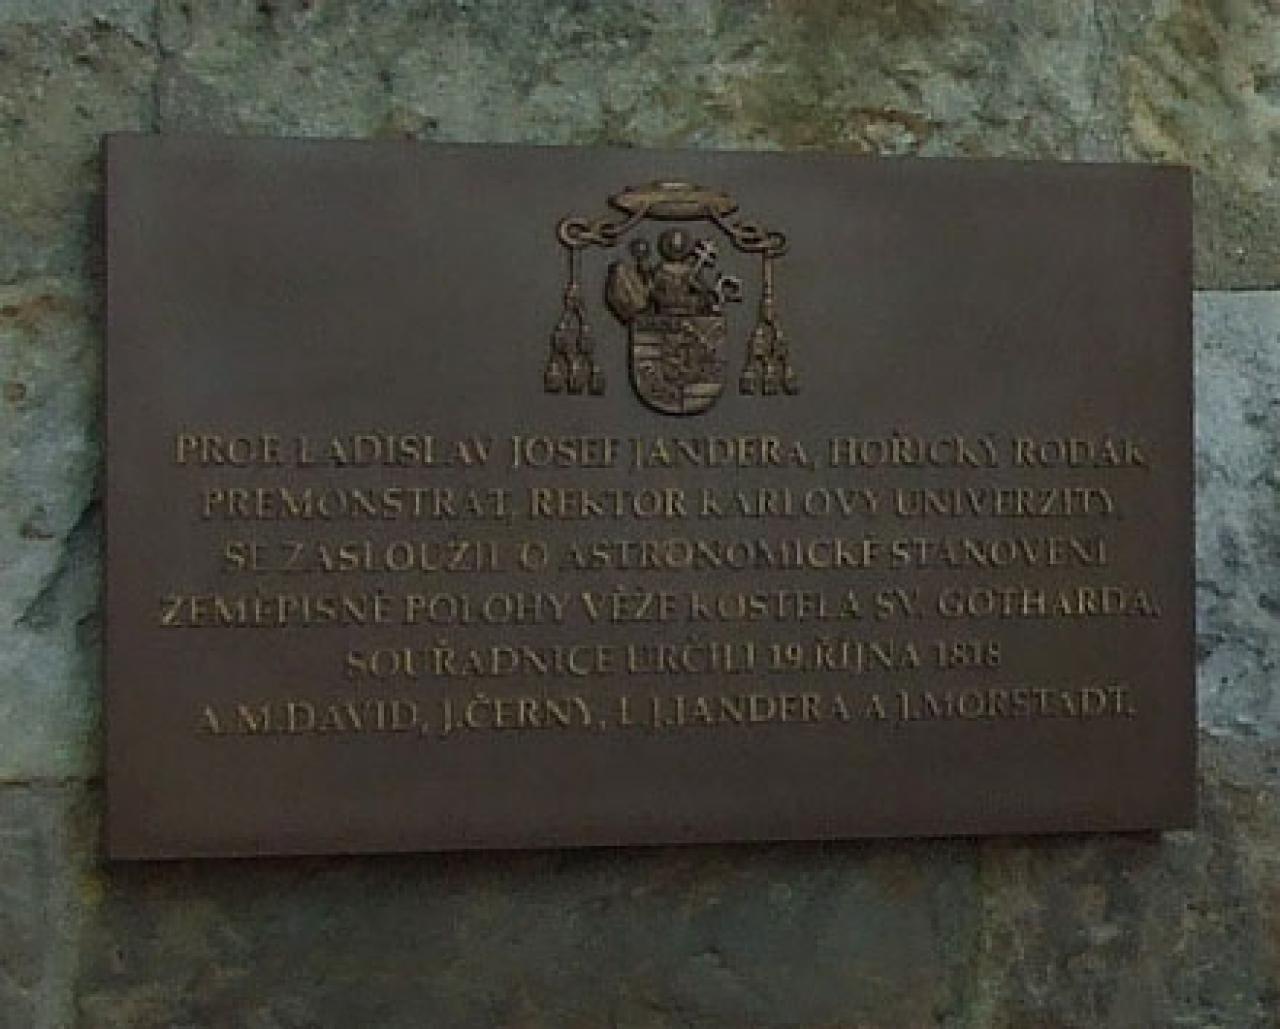 PROF. LADISLAV JOSEF JANDERA, HOŘICKÝ RODÁK,
PREMONSTRÁT, REKTOR KARLOVY UNIVERZITY,
SE ZASLOUŽIL O ASTRONOMICKÉ STANOVENÍ
ZEMĚPISNÉ POLOHY VĚŽE KOSTELA SV. GOTHARDA.
SOUŘADNICE URČILI 19. ŘÍJNA 1818
A.M.DAVID, J.ČERNÝ, L.J.JANDERA A J.MORSTADT.